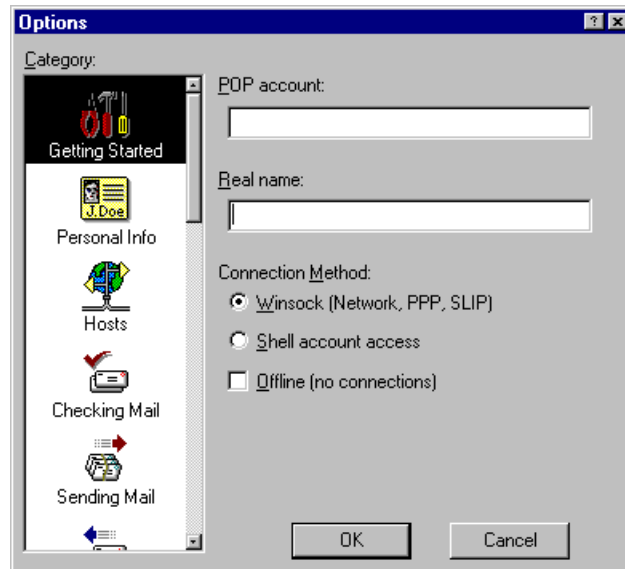 Options
Category:
Getting Started
J.Doe
Personal Info
Hosts
Checking Mail
Sending Mail
POP account:
Real name:
Connection Method:
Winsock (Network, PPP, SLIP)
Shell account access
Offline (no connections)
OK
Cancel